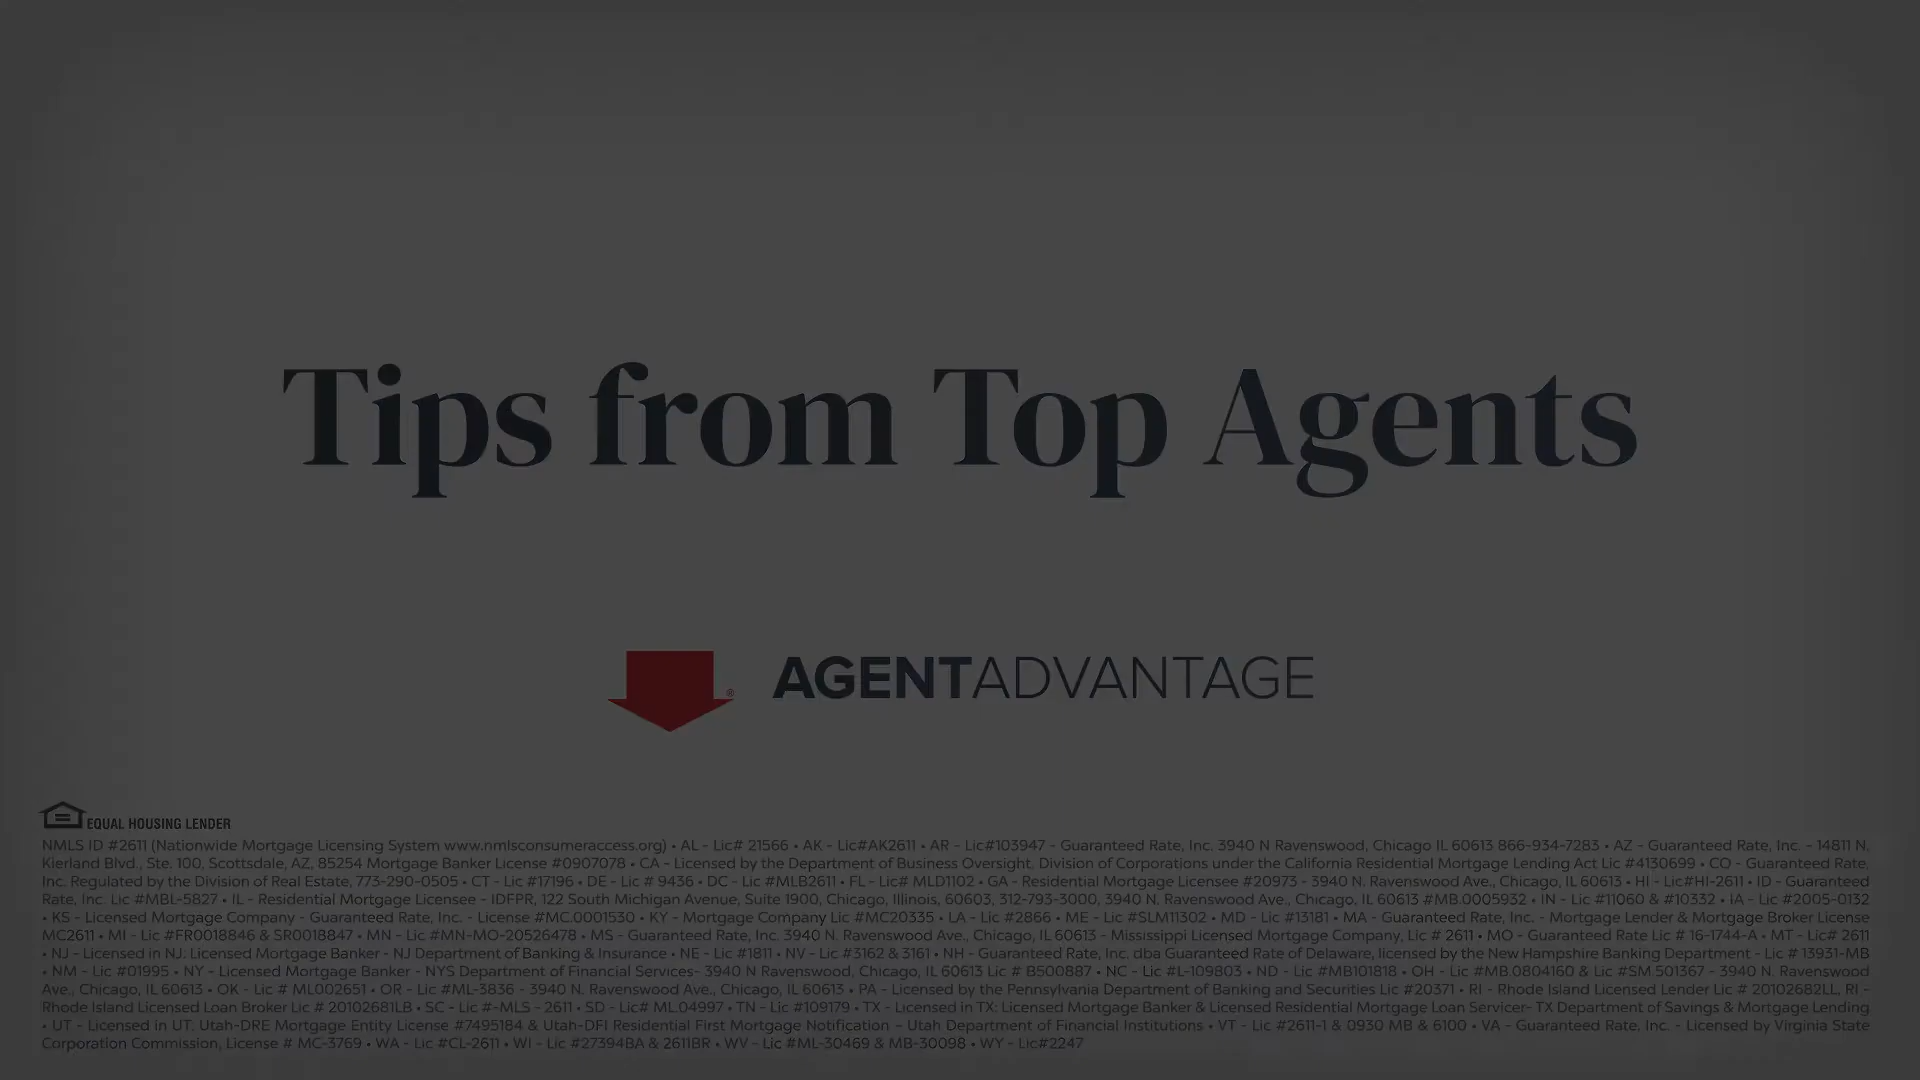 Tips from Top Agents
® AGENTADVANTAGE
EQUAL HOUSING LENDER
NMLS ID #2611 (Nationwide Mortgage Licensing System www.nmlsconsumeraccess.org) • AL - Lic# 21566 • AK - Lic#AK2611 • AR - Lic#103947 - Guaranteed Rate, Inc. 3940 N Ravenswood, Chicago IL 60613 866-934-7283 • AZ - Guaranteed Rate, Inc. - 14811 N.
Kierland Blvd., Ste. 100, Scottsdale, AZ, 85254 Mortgage Banker License #0907078 • CA - Licensed by the Department of Business Oversight, Division of Corporations under the California Residential Mortgage Lending Act Lic #4130699 • CO - Guaranteed Rate,
Inc. Regulated by the Division of Real Estate, 773-290-0505 • CT - Lic #17196 • DE - Lic # 9436 • DC - Lic #MLB2611 • FL - Lic# MLD1102 • GA - Residential Mortgage Licensee #20973 - 3940 N. Ravenswood Ave., Chicago, IL 60613 • HI - Lic#HI-2611 • ID - Guaranteed
Rate, Inc. Lic #MBL-5827 • IL - Residential Mortgage Licensee - IDFPR, 122 South Michigan Avenue, Suite 1900, Chicago, Illinois, 60603, 312-793-3000, 3940 N. Ravenswood Ave., Chicago, IL 60613 #MB.0005932 • IN - Lic #11060 & #10332 • IA - Lic #2005-0132
• KS - Licensed Mortgage Company - Guaranteed Rate, Inc. - License #MC.0001530 • KY - Mortgage Company Lic #MC20335 • LA - Lic #2866 • ME - Lic #SLM11302 • MD - Lic #13181 • MA - Guaranteed Rate, Inc. - Mortgage Lender & Mortgage Broker License
MC2611 • MI - Lic #FR0018846 & SR0018847 • MN - Lic #MN-MO-20526478 • MS - Guaranteed Rate, Inc. 3940 N. Ravenswood Ave., Chicago, IL 60613 - Mississippi Licensed Mortgage Company, Lic # 2611 • MO - Guaranteed Rate Lic # 16-1744-A • MT - Lic# 2611
• NJ - Licensed in NJ: Licensed Mortgage Banker - NJ Department of Banking & Insurance • NE - Lic #1811 • NV - Lic #3162 & 3161 • NH - Guaranteed Rate, Inc. dba Guaranteed Rate of Delaware, licensed by the New Hampshire Banking Department - Lic # 13931-MB
• NM - Lic #01995 • NY - Licensed Mortgage Banker - NYS Department of Financial Services- 3940 N Ravenswood, Chicago, IL 60613 Lic # B500887 • NC - Lic #L-109803 • ND - Lic #MB101818 • OH - Lic #MB.0804160 & Lic #SM.501367 - 3940 N. Ravenswood
Ave., Chicago, IL 60613 • OK - Lic # ML002651 • OR - Lic #ML-3836 - 3940 N. Ravenswood Ave., Chicago, IL 60613 • PA - Licensed by the Pennsylvania Department of Banking and Securities Lic #20371 • RI - Rhode Island Licensed Lender Lic # 20102682LL, RI -
Rhode Island Licensed Loan Broker Lic # 20102681LB • SC - Lic #-MLS - 2611 • SD - Lic# ML.04997 • TN - Lic #109179 • TX - Licensed in TX: Licensed Mortgage Banker & Licensed Residential Mortgage Loan Servicer- TX Department of Savings & Mortgage Lending
• UT - Licensed in UT: Utah-DRE Mortgage Entity License #7495184 & Utah-DFI Residential First Mortgage Notification – Utah Department of Financial Institutions • VT - Lic #2611-1 & 0930 MB & 6100 • VA - Guaranteed Rate, Inc. - Licensed by Virginia State
Corporation Commission, License # MC-3769 • WA - Lic #CL-2611 • WI - Lic #27394BA & 2611BR • WV - Lic #ML-30469 & MB-30098 • WY - Lic#2247